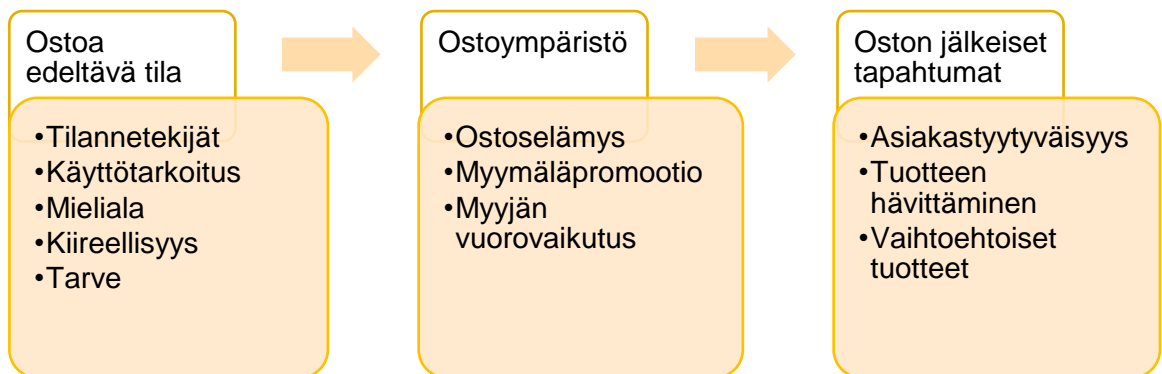 Ostoa
edeltävä tila
•Tilannetekijät
•Käyttötarkoitus
•Mieliala
•Kiireellisyys
•Tarve
Ostoympäristö
•Ostoselämys
•Myymäläpromootio
•Myyjän
vuorovaikutus
Oston jälkeiset
tapahtumat
•Asiakastyytyväisyys
•Tuotteen
hävittäminen
•Vaihtoehtoiset
tuotteet